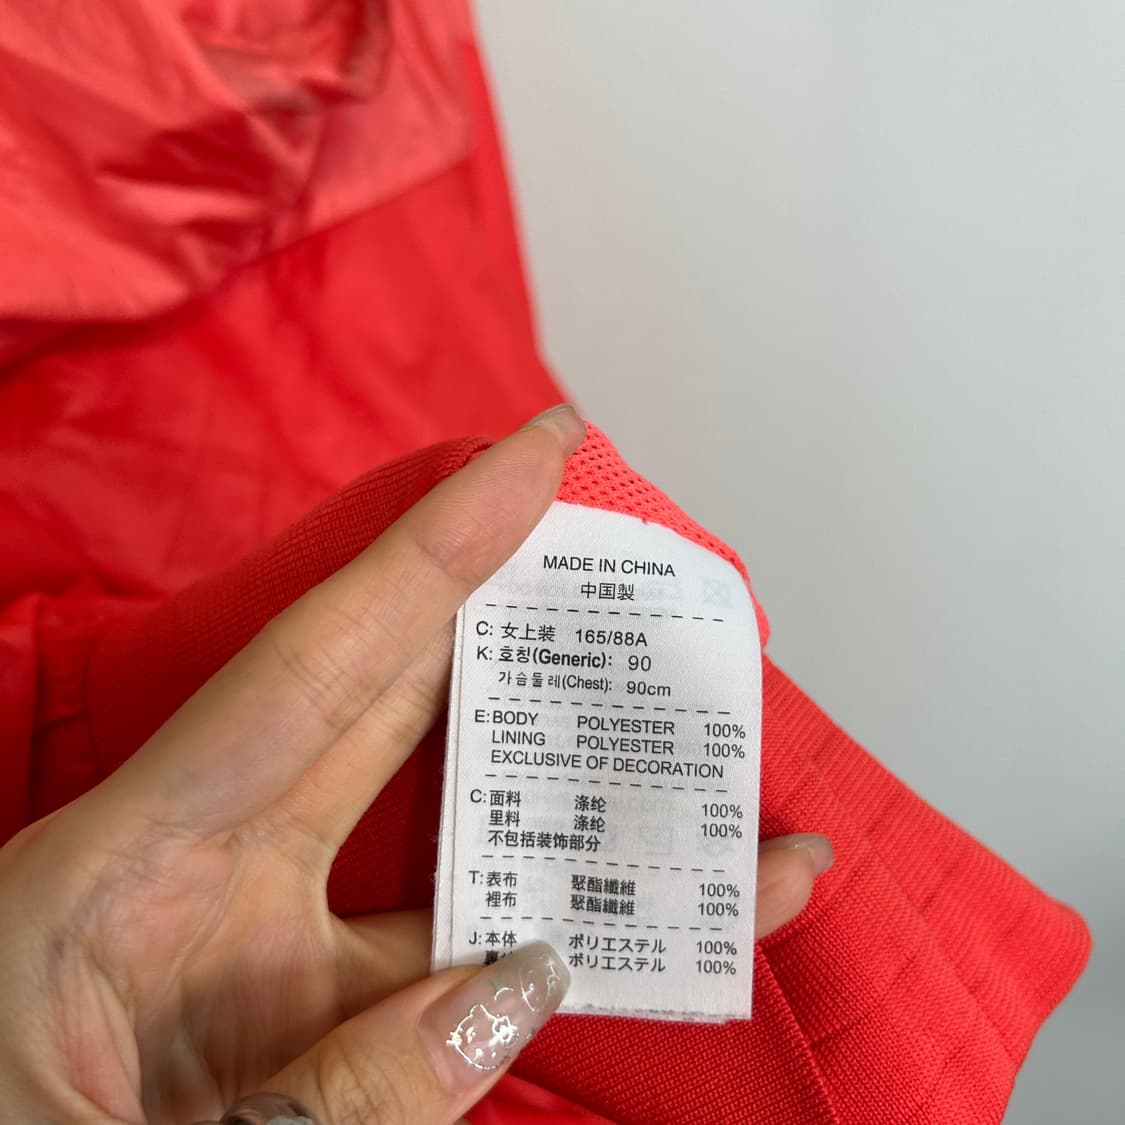 MADE IN CHINA
中国製
C: 女上装 165/88A
K: 호칭(Generic): 90
가슴둘레(Chest): 90cm
E: BODY POLYESTER 100%
LINING POLYESTER 100%
EXCLUSIVE OF DECORATION
C: 面料 涤纶 100%
里料 涤纶 100%
不包括装饰部分
T: 表布 聚酯纖維 100%
裡布 聚酯纖維 100%
J: 本体 ポリエステル 100%
ポリエステル 100%